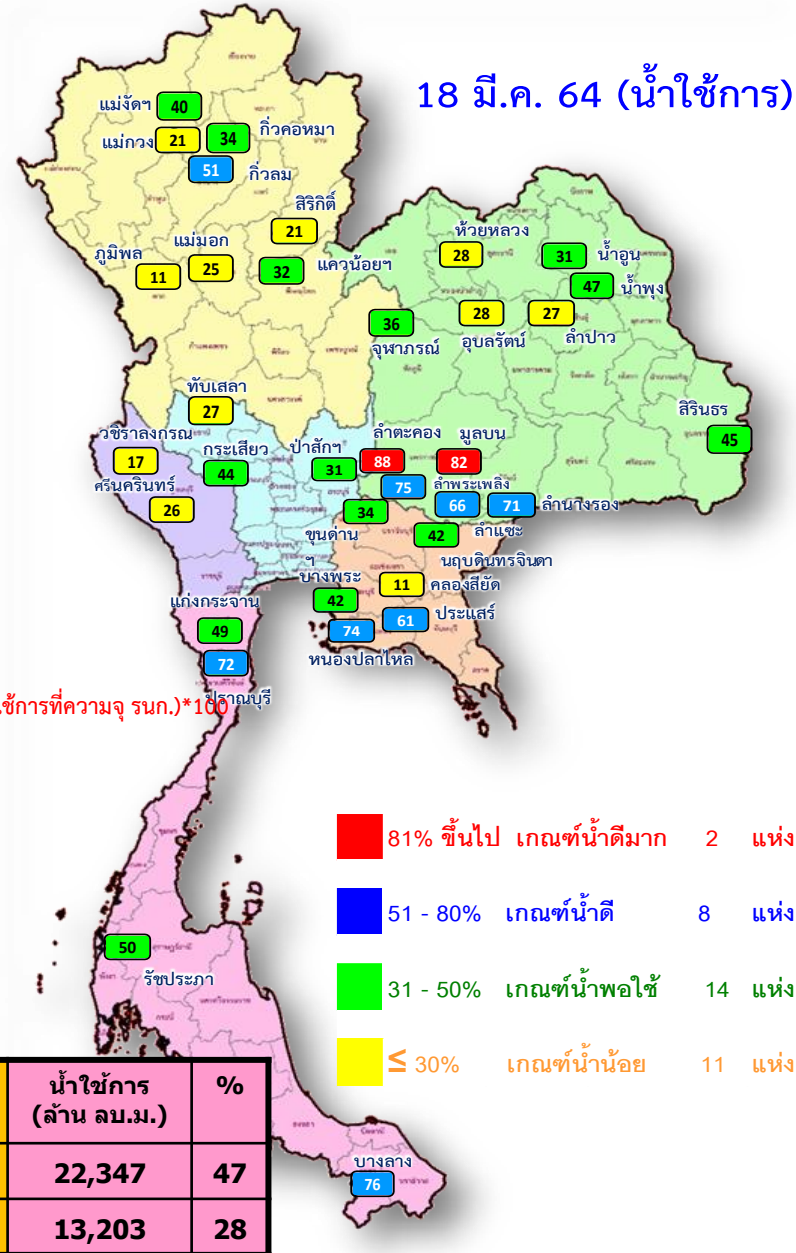 18 มี.ค. 64 (น้ำใช้การ)
แม่งัดฯ 40
แม่กวง 21
34 กิ่วคอหมา
51 กิ่วลม
สิริกิติ์
21
ภูมิพล
11
แม่มอก
25
32 แควน้อยฯ
ห้วยหลวง
28
31 น้ำอูน
47 น้ำพุง
36
จุฬาภรณ์
28
อุบลรัตน์
27
ลำปาว
สิรินธร
45
ทับเสลา
27
วชิราลงกรณ
17
ศรีนครินทร์
26
กระเสียว
44
ป่าสักฯ
31
ลำตะคอง
88
มูลบน
82
75
ลำพระเพลิง
66
ลำแชะ
71 ลำนางรอง
34
ขุนด่าน
ฯ
42
นฤบดินทรจินดา
บางพระ
42
11 คลองสียัด
61 ประแสร์
74
หนองปลาไหล
แก่งกระจาน
49
72
ปราณบุรี
ช้การที่ความจุ รนก.)*100
81% ขึ้นไป เกณฑ์น้ำดีมาก 2 แห่ง
51 - 80% เกณฑ์น้ำดี 8 แห่ง
31 - 50% เกณฑ์น้ำพอใช้ 14 แห่ง
≤ 30% เกณฑ์น้ำน้อย 11 แห่ง
50
รัชประภา
น้ำใช้การ %
(ล้าน ลบ.ม.)
22,347 47
13,203 28
บางลาง
76